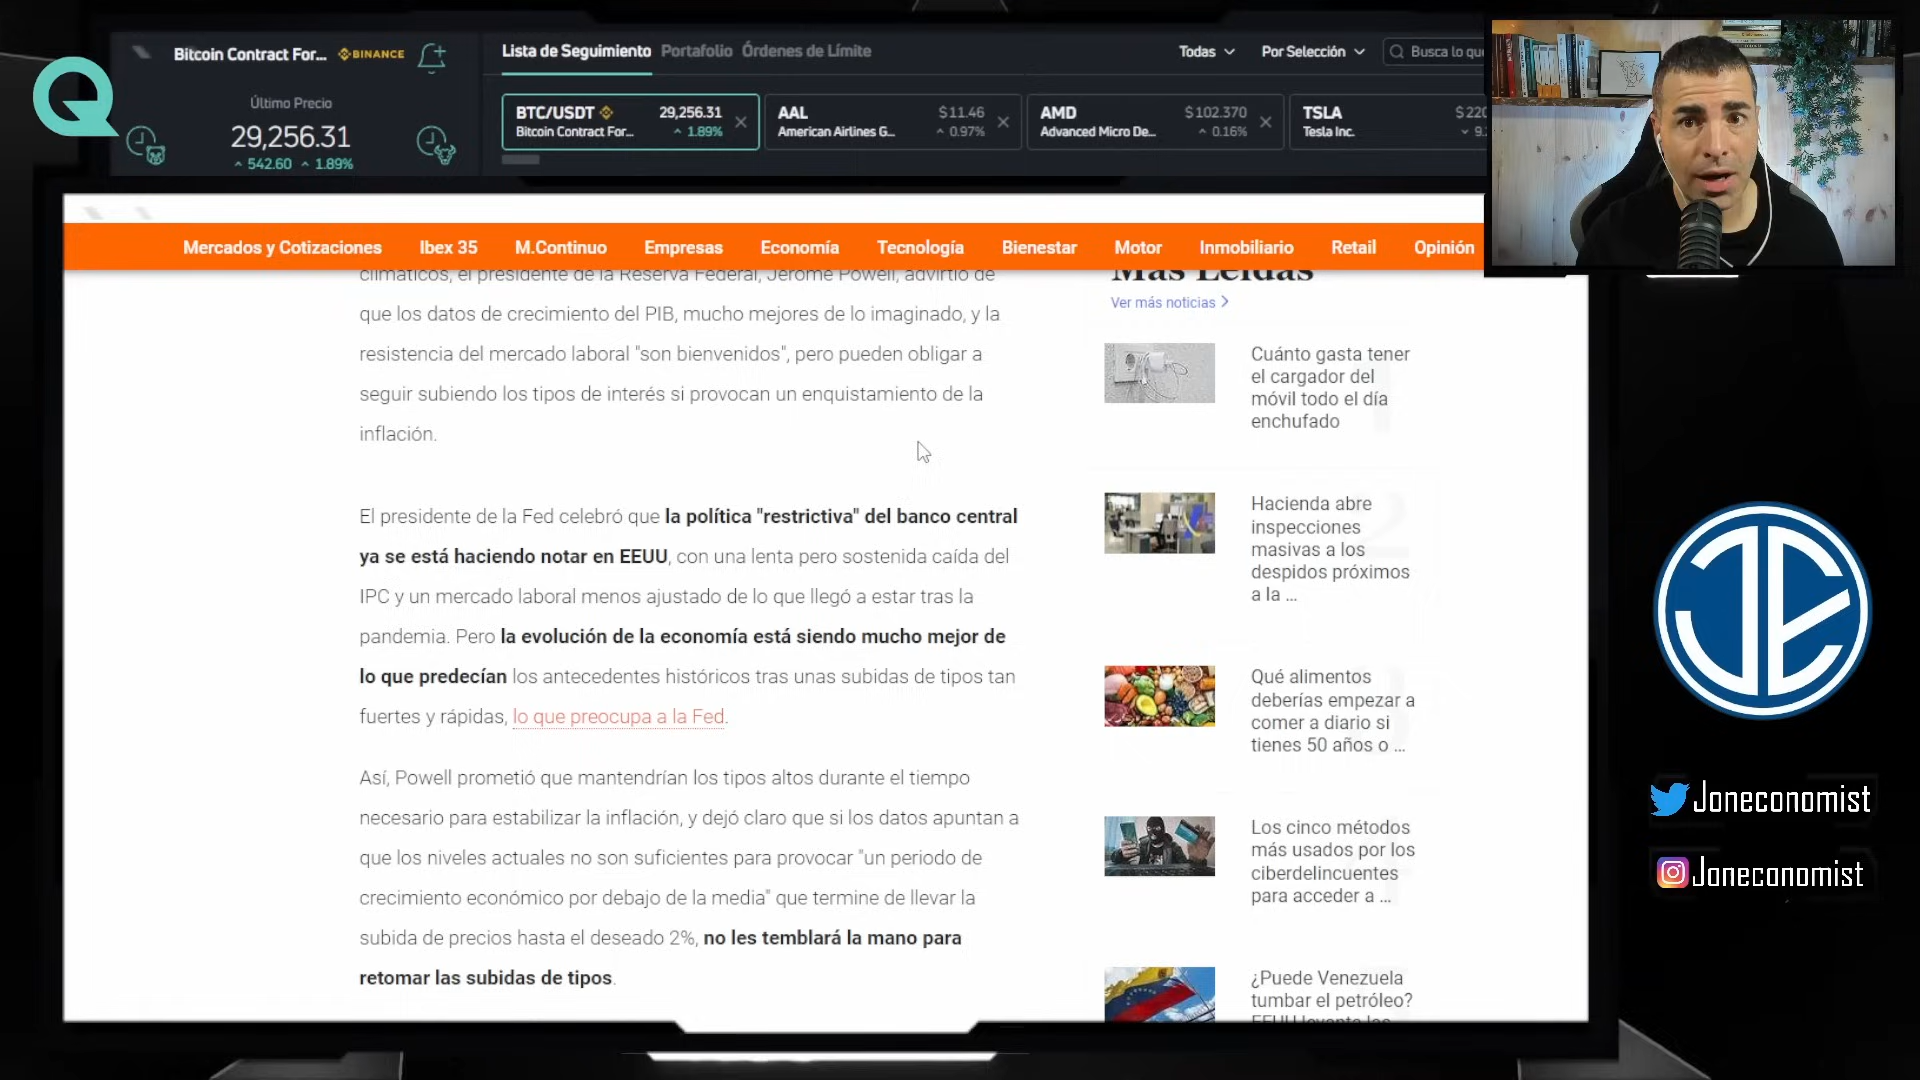 Bitcoin Contract For... BINANCE
Último Precio
29,256.31
542.60 1.89%
Lista de Seguimiento Portafolio Órdenes de Límite
Todas Por Selección Busca lo que
BTC/USDT 29,256.31
Bitcoin Contract For... 1.89%
AAL $11.46
American Airlines G... 0.97%
AMD $102.370
Advanced Micro De... 0.16%
TSLA
Tesla Inc.
Mercados y Cotizaciones Ibex 35 M.Continuo Empresas Economía Tecnología Bienestar Motor Inmobiliario Retail Opinión
climáticos, el presidente de la Reserva Federal, Jerome Powell, advirtió de
que los datos de crecimiento del PIB, mucho mejores de lo imaginado, y la
resistencia del mercado laboral "son bienvenidos", pero pueden obligar a
seguir subiendo los tipos de interés si provocan un enquistamiento de la
inflación.
El presidente de la Fed celebró que la política "restrictiva" del banco central
ya se está haciendo notar en EEUU, con una lenta pero sostenida caída del
IPC y un mercado laboral menos ajustado de lo que llegó a estar tras la
pandemia. Pero la evolución de la economía está siendo mucho mejor de
lo que predecían los antecedentes históricos tras unas subidas de tipos tan
fuertes y rápidas, lo que preocupa a la Fed.
Así, Powell prometió que mantendrían los tipos altos durante el tiempo
necesario para estabilizar la inflación, y dejó claro que si los datos apuntan a
que los niveles actuales no son suficientes para provocar "un periodo de
crecimiento económico por debajo de la media" que termine de llevar la
subida de precios hasta el deseado 2%, no les temblará la mano para
retomar las subidas de tipos.
Más Leídas
Ver más noticias
Cuánto gasta tener
el cargador del
móvil todo el día
enchufado
Hacienda abre
inspecciones
masivas a los
despidos próximos
a la ...
Qué alimentos
deberías empezar a
comer a diario si
tienes 50 años o ...
Los cinco métodos
más usados por los
ciberdelincuentes
para acceder a ...
¿Puede Venezuela
tumbar el petróleo?
EEUU levanta las
Joneconomist
Joneconomist